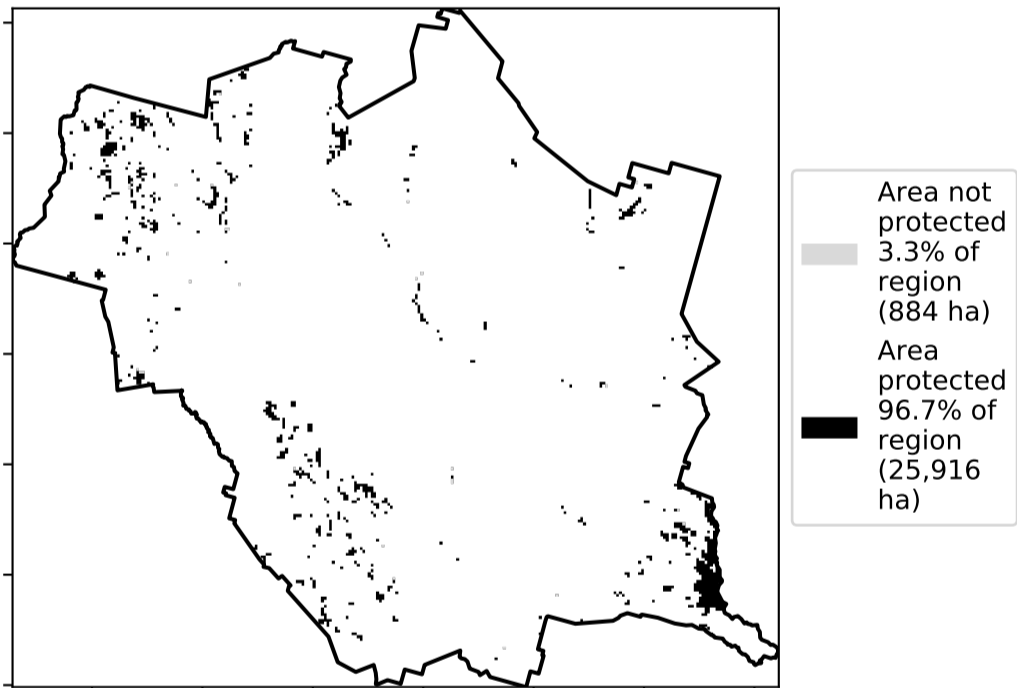 Area not
protected
3.3% of
region
(884 ha)
Area
protected
96.7% of
region
(25,916
ha)